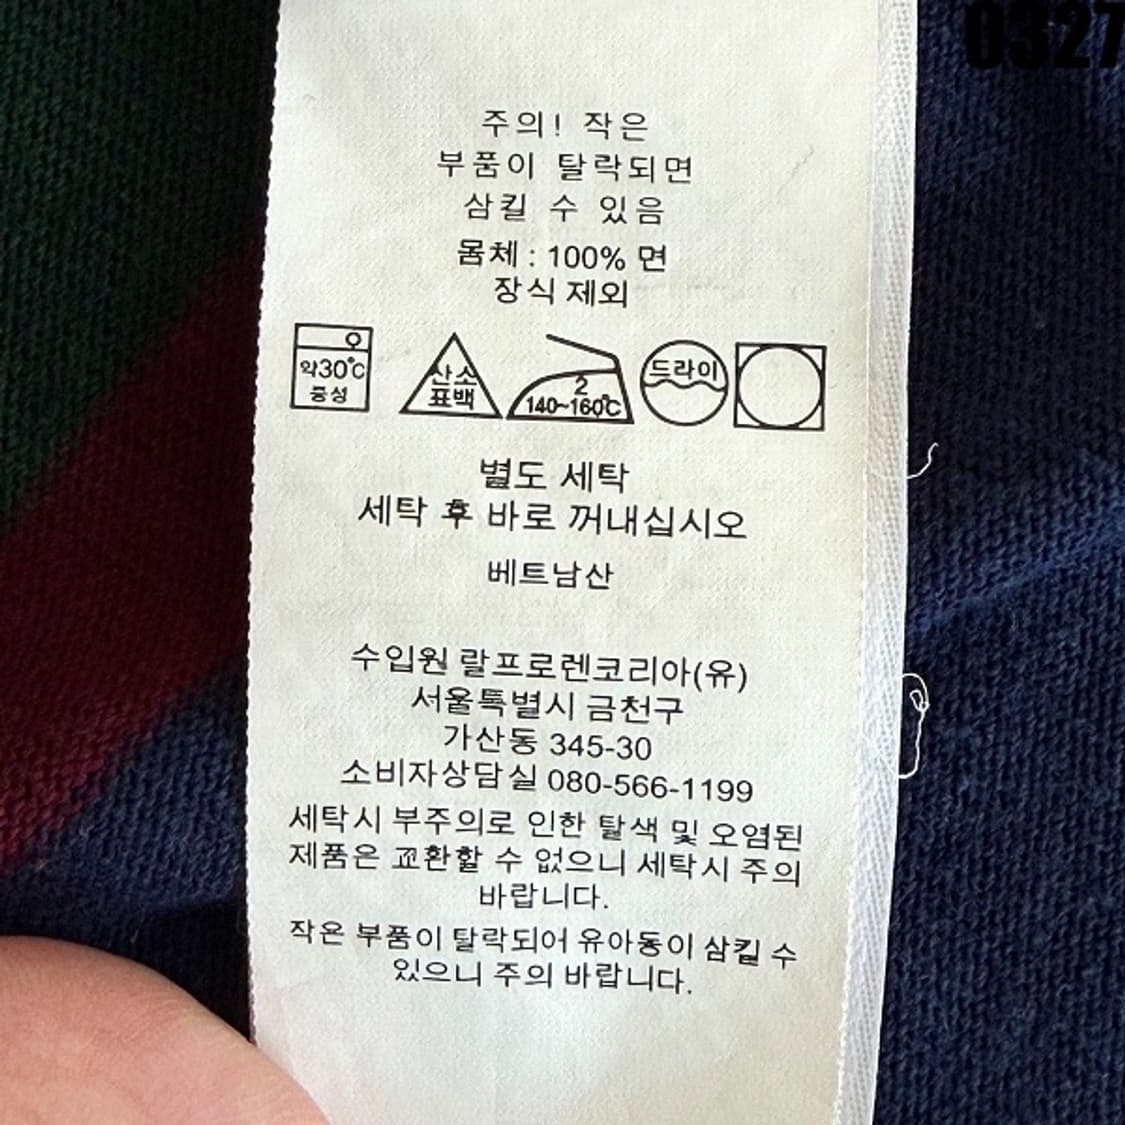 0327
주의! 작은
부품이 탈락되면
삼킬 수 있음
몸체 : 100% 면
장식 제외
약30℃
중성
산소
표백
2
140~160℃
드라이
별도 세탁
세탁 후 바로 꺼내십시오
베트남산
수입원 랄프로렌코리아(유)
서울특별시 금천구
가산동 345-30
소비자상담실 080-566-1199
세탁시 부주의로 인한 탈색 및 오염된
제품은 교환할 수 없으니 세탁시 주의
바랍니다.
작은 부품이 탈락되어 유아동이 삼킬 수
있으니 주의 바랍니다.